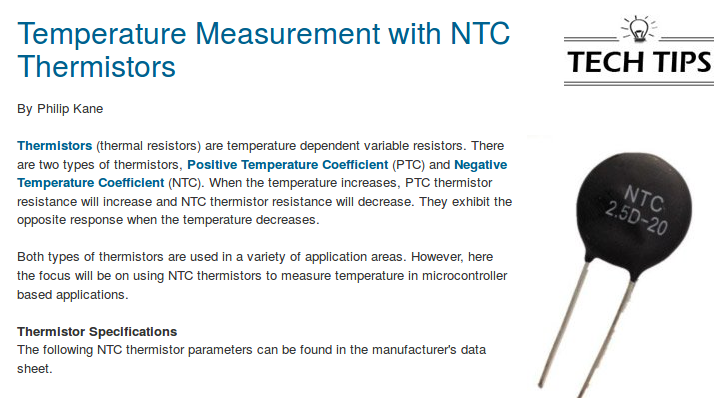 Temperature Measurement with NTC
Thermistors
TECH TIPS
By Philip Kane
Thermistors (thermal resistors) are temperature dependent variable resistors. There
are two types of thermistors, Positive Temperature Coefficient (PTC) and Negative
Temperature Coefficient (NTC). When the temperature increases, PTC thermistor
resistance will increase and NTC thermistor resistance will decrease. They exhibit the
opposite response when the temperature decreases.
NTC
2.5D-20
Both types of thermistors are used in a variety of application areas. However, here
the focus will be on using NTC thermistors to measure temperature in microcontroller
based applications.
Thermistor Specifications
The following NTC thermistor parameters can be found in the manufacturer's data
sheet.